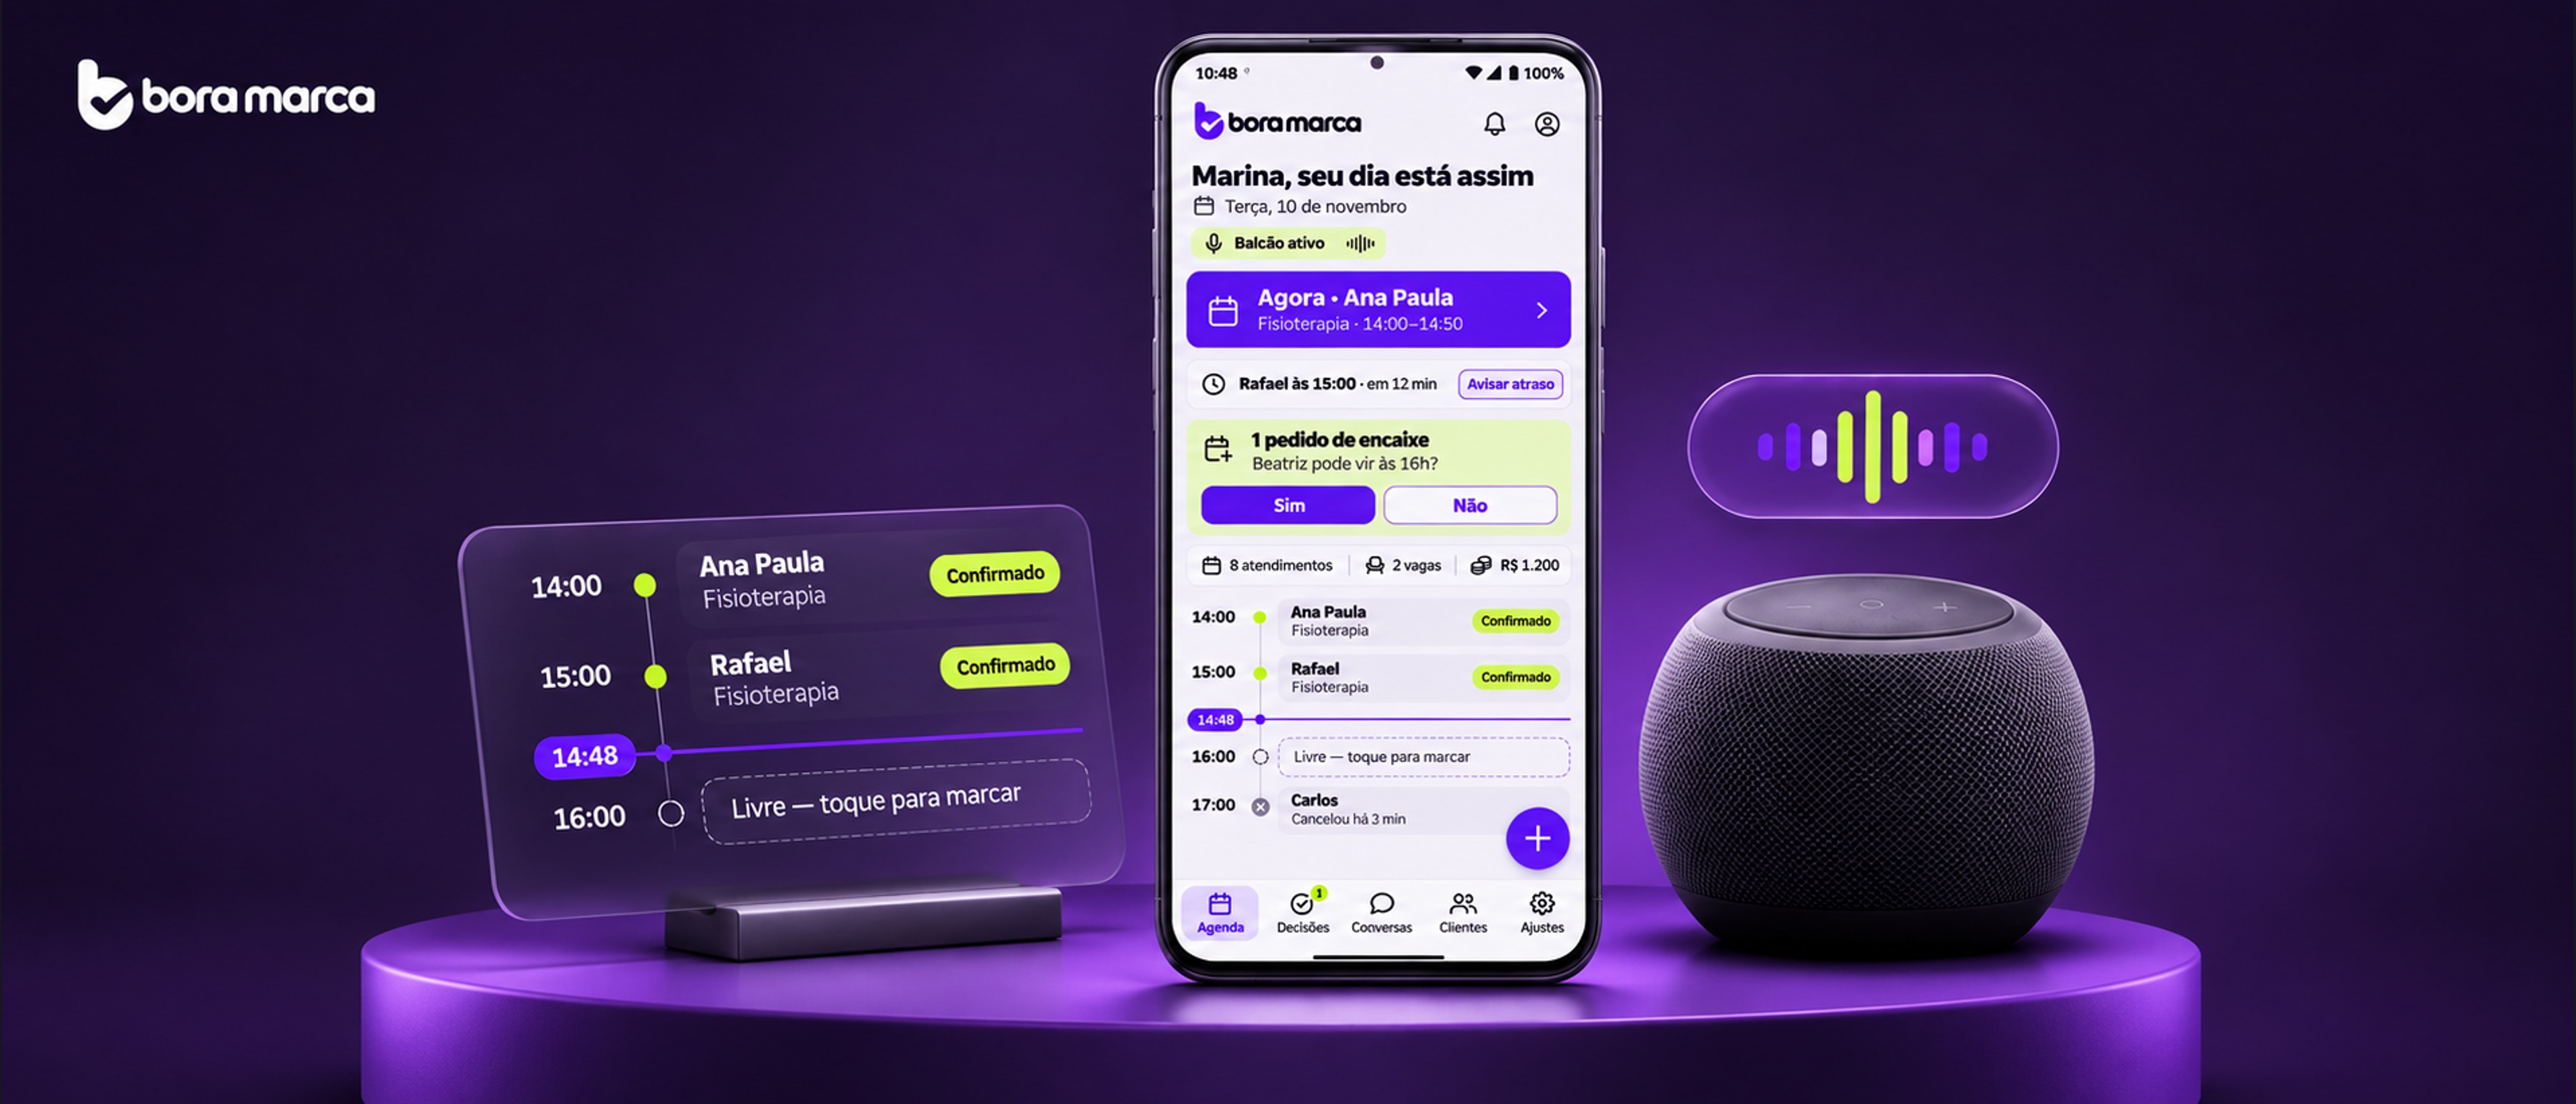 bora marca
14:00
Ana Paula
Fisioterapia
Confirmado
15:00
Rafael
Fisioterapia
Confirmado
14:48
16:00
Livre — toque para marcar
10:48
100%
bora marca
Marina, seu dia está assim
Terça, 10 de novembro
Balcão ativo
Agora • Ana Paula
Fisioterapia · 14:00–14:50
Rafael às 15:00 · em 12 min
Avisar atraso
1 pedido de encaixe
Beatriz pode vir às 16h?
Sim
Não
8 atendimentos
2 vagas
R$ 1.200
14:00
Ana Paula
Fisioterapia
Confirmado
15:00
Rafael
Fisioterapia
Confirmado
14:48
16:00
Livre — toque para marcar
17:00
Carlos
Cancelou há 3 min
1
Agenda
Decisões
Conversas
Clientes
Ajustes